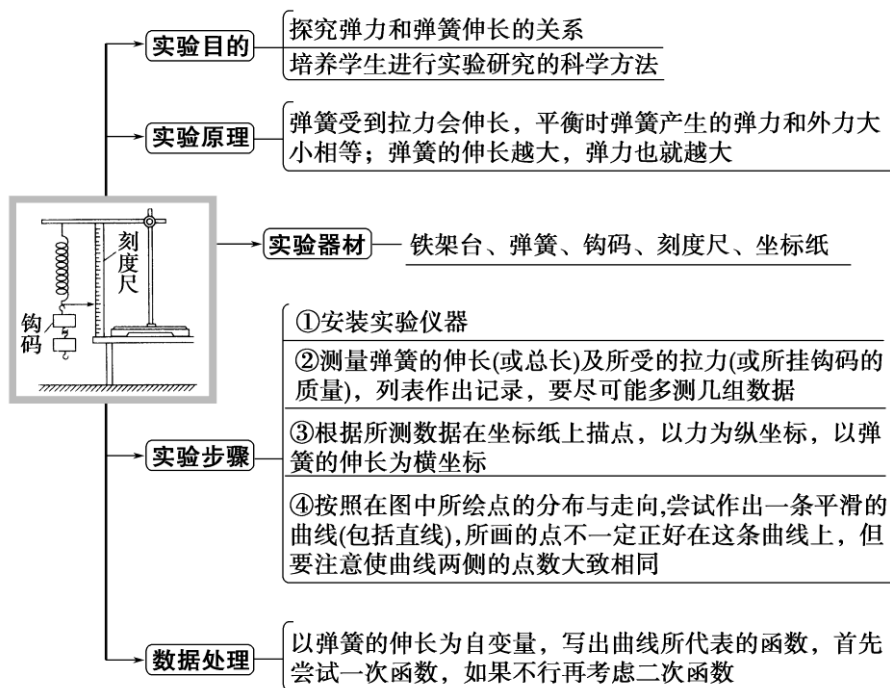 实验目的
探究弹力和弹簧伸长的关系
培养学生进行实验研究的科学方法
实验原理
弹簧受到拉力会伸长，平衡时弹簧产生的弹力和外力大
小相等；弹簧的伸长越大，弹力也就越大
刻度尺
钩码
实验器材
铁架台、弹簧、钩码、刻度尺、坐标纸
实验步骤
①安装实验仪器
②测量弹簧的伸长(或总长)及所受的拉力(或所挂钩码的
质量)，列表作出记录，要尽可能多测几组数据
③根据所测数据在坐标纸上描点，以力为纵坐标，以弹
簧的伸长为横坐标
④按照在图中所绘点的分布与走向,尝试作出一条平滑的
曲线(包括直线),所画的点不一定正好在这条曲线上，但
要注意使曲线两侧的点数大致相同
数据处理
以弹簧的伸长为自变量，写出曲线所代表的函数，首先
尝试一次函数，如果不行再考虑二次函数